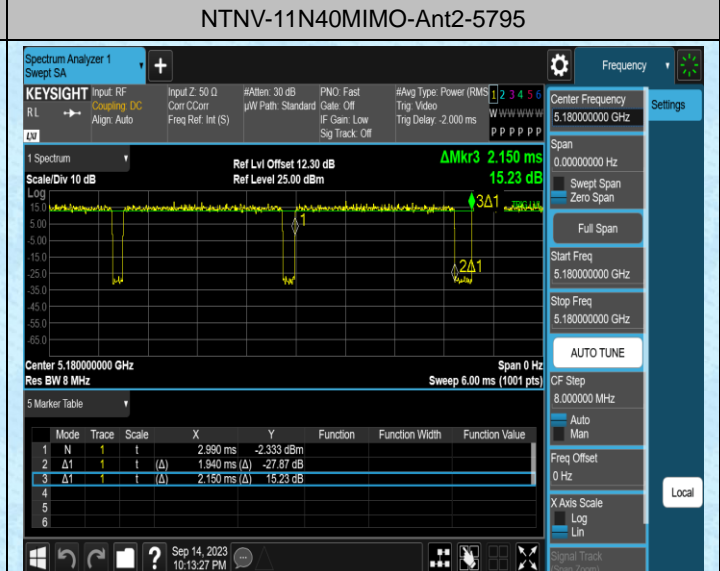 NTNV-11N40MIMO-Ant2-5795
Spectrum Analyzer 1
Swept SA
+
Frequency
KEYSIGHT
RL
LXI
Input: RF
Coupling: DC
Align: Auto
Input Z: 50 Ω
Corr CCorr
Freq Ref: Int (S)
#Atten: 30 dB
µW Path: Standard
PNO: Fast
Gate: Off
IF Gain: Low
Sig Track: Off
#Avg Type: Power (RMS
Trig: Video
Trig Delay: -2.000 ms
1 2 3 4 5 6
W W W W W W
P P P P P P
1 Spectrum
Scale/Div 10 dB
Log
Ref Lvl Offset 12.30 dB
Ref Level 25.00 dBm
ΔMkr3 2.150 ms
15.23 dB
15.0
5.00
-5.00
-15.0
-25.0
-35.0
-45.0
-55.0
-65.0
1
3Δ1
2Δ1
Center 5.180000000 GHz
Res BW 8 MHz
Span 0 Hz
Sweep 6.00 ms (1001 pts)
5 Marker Table
Mode Trace Scale X Y Function Function Width Function Value
1 N 1 t 2.990 ms -2.333 dBm
2 Δ1 1 t (Δ) 1.940 ms (Δ) -27.87 dB
3 Δ1 1 t (Δ) 2.150 ms (Δ) 15.23 dB
4
5
6
Center Frequency
5.180000000 GHz
Span
0.00000000 Hz
Swept Span
Zero Span
Full Span
Start Freq
5.180000000 GHz
Stop Freq
5.180000000 GHz
AUTO TUNE
CF Step
8.000000 MHz
Auto
Man
Freq Offset
0 Hz
X Axis Scale
Log
Lin
Signal Track
(Span Zoom)
Settings
Local
?
Sep 14, 2023
10:13:27 PM